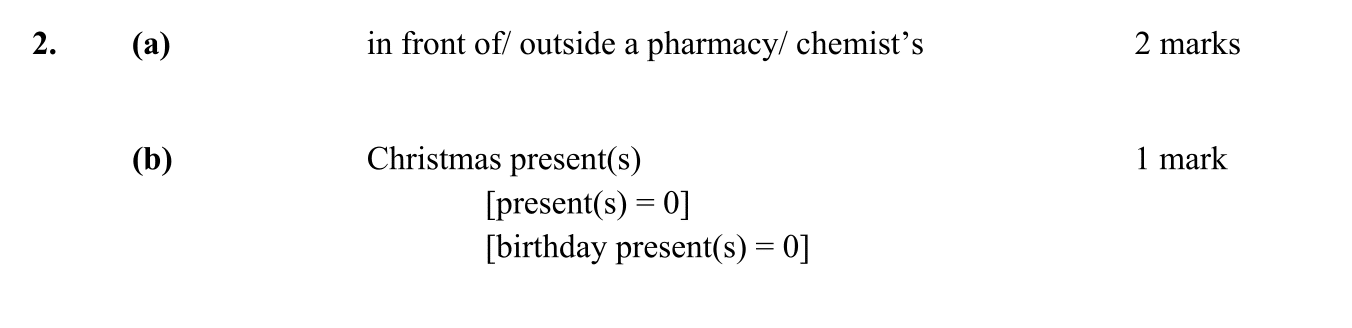 2. (a) in front of/ outside a pharmacy/ chemist’s 2 marks
(b) Christmas present(s) 1 mark
[present(s) = 0]
[birthday present(s) = 0]